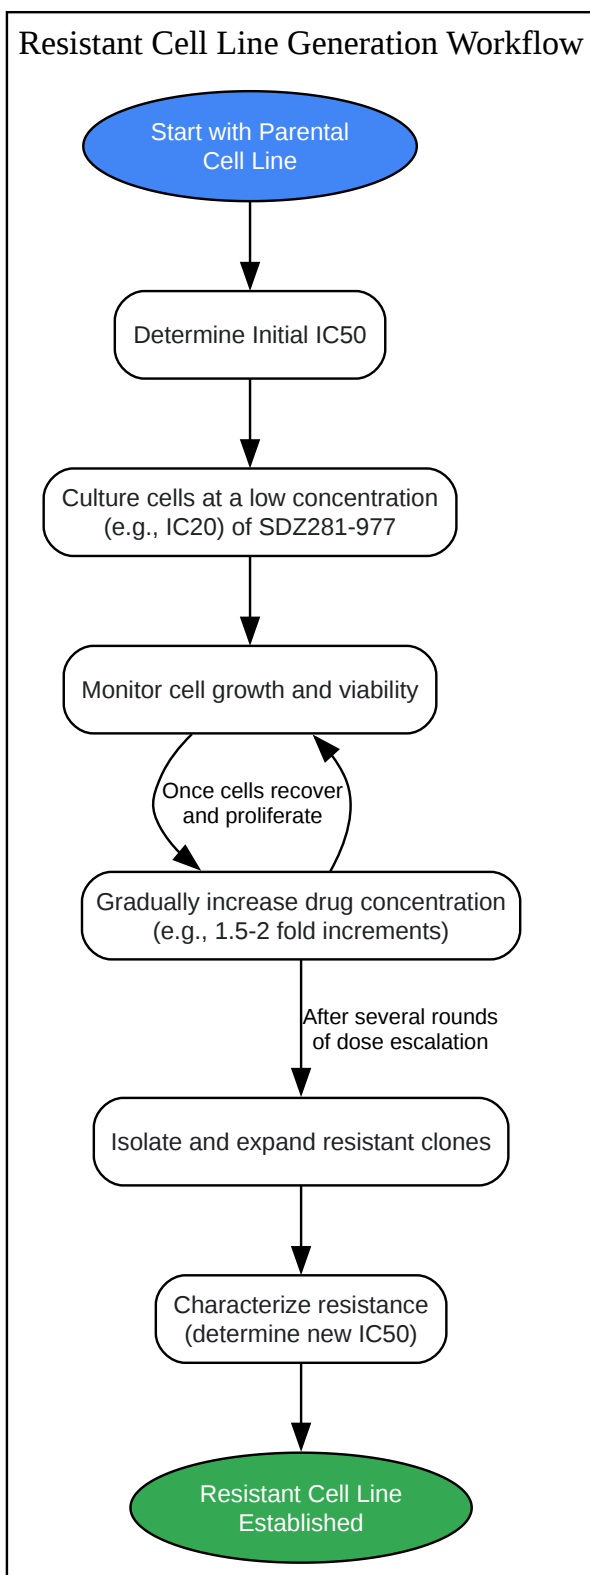 Resistant Cell Line Generation Workflow
Start with Parental
Cell Line
Determine Initial IC50
Culture cells at a low concentration
(e.g., IC20) of SDZ281-977
Monitor cell growth and viability
Once cells recover
and proliferate
Gradually increase drug concentration
(e.g., 1.5-2 fold increments)
After several rounds
of dose escalation
Isolate and expand resistant clones
Characterize resistance
(determine new IC50)
Resistant Cell Line
Established